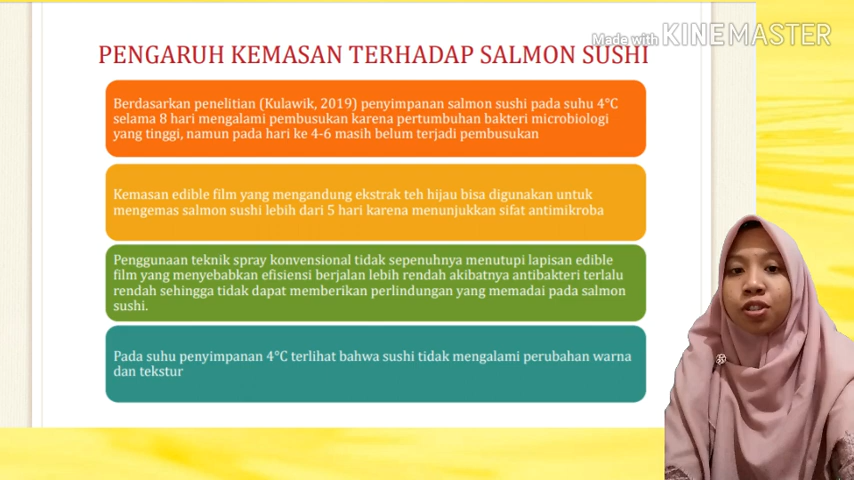 Made with KINEMASTER
PENGARUH KEMASAN TERHADAP SALMON SUSHI
Berdasarkan penelitian (Kulawik, 2019) penyimpanan salmon sushi pada suhu 4°C
selama 8 hari mengalami pembusukan karena pertumbuhan bakteri microbiologi
yang tinggi, namun pada hari ke 4-6 masih belum terjadi pembusukan
Kemasan edible film yang mengandung ekstrak teh hijau bisa digunakan untuk
mengemas salmon sushi lebih dari 5 hari karena menunjukkan sifat antimikroba
Penggunaan teknik spray konvensional tidak sepenuhnya menutupi lapisan edible
film yang menyebabkan efisiensi berjalan lebih rendah akibatnya antibakteri terlalu
rendah sehingga tidak dapat memberikan perlindungan yang memadai pada salmon
sushi.
Pada suhu penyimpanan 4°C terlihat bahwa sushi tidak mengalami perubahan warna
dan tekstur